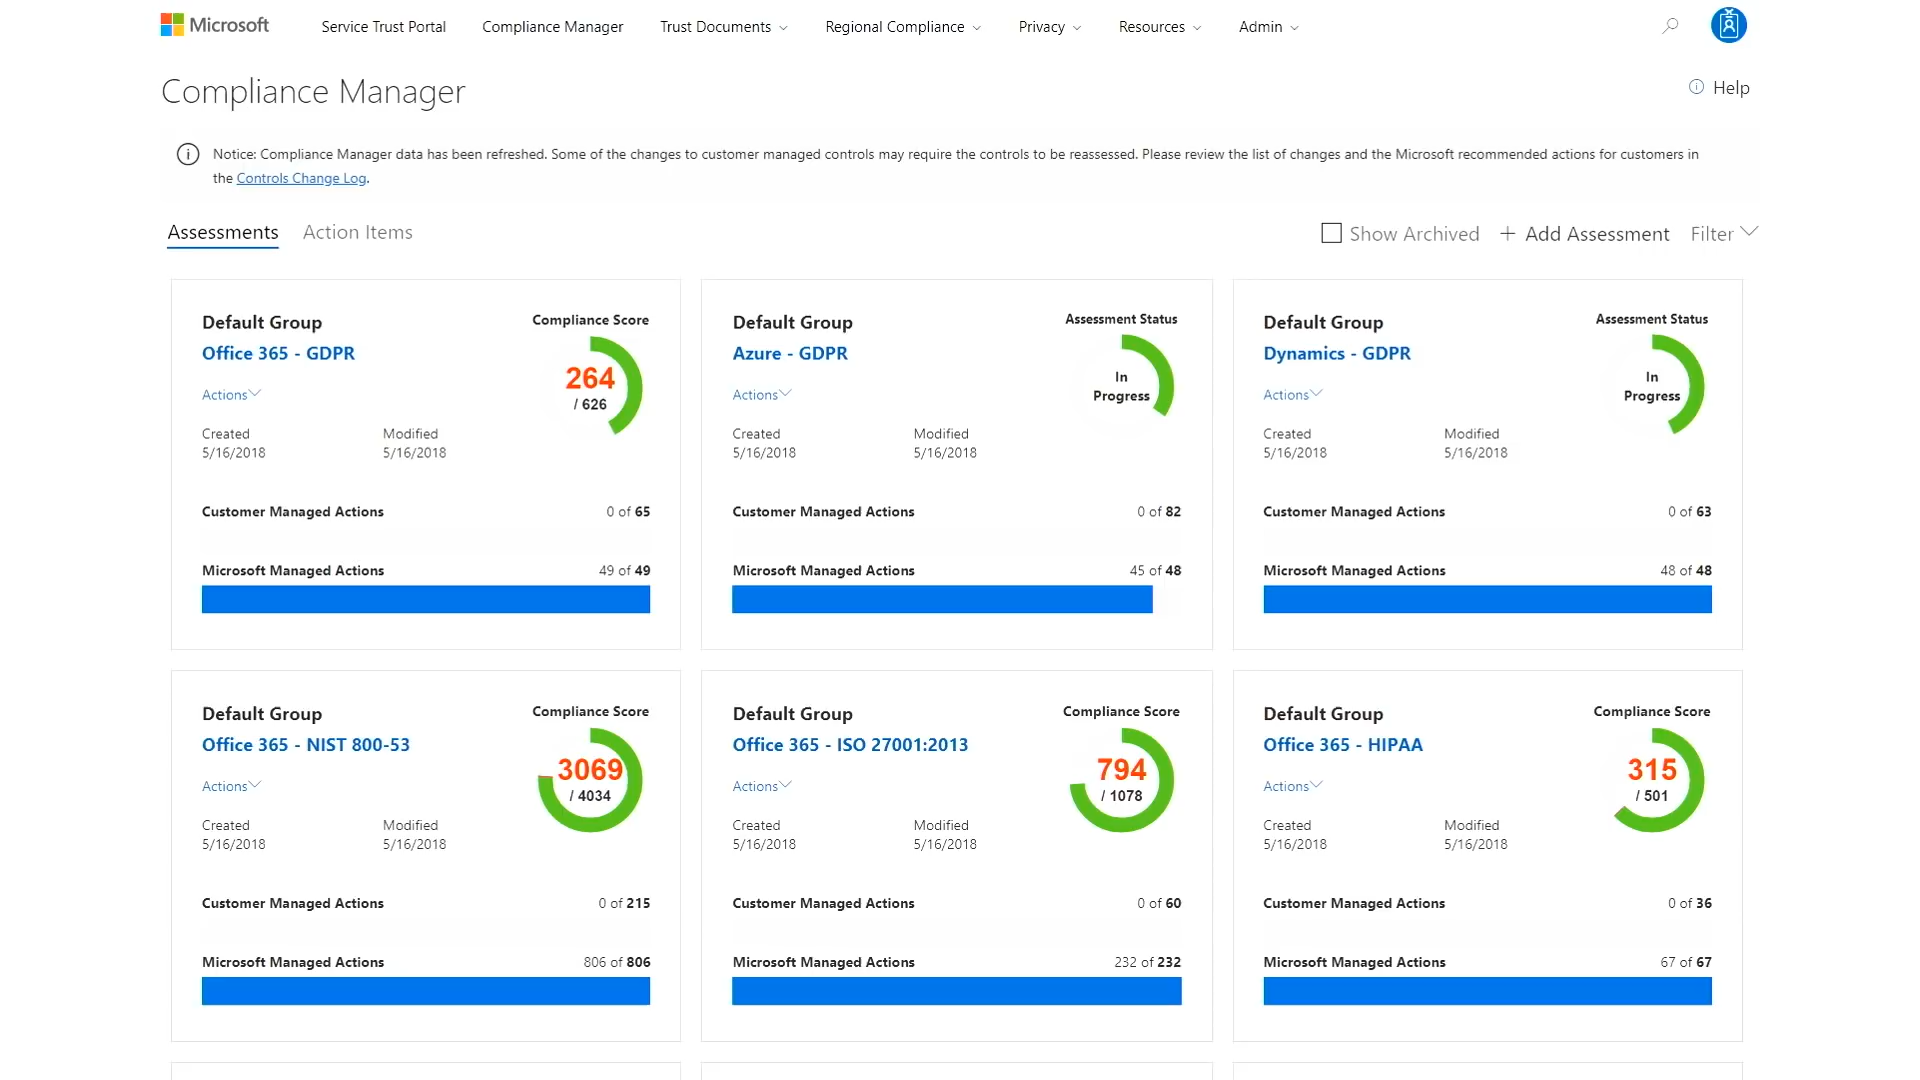 Microsoft
Service Trust Portal
Compliance Manager
Trust Documents
Regional Compliance
Privacy
Resources
Admin
Compliance Manager
Help
Notice: Compliance Manager data has been refreshed. Some of the changes to customer managed controls may require the controls to be reassessed. Please review the list of changes and the Microsoft recommended actions for customers in
the Controls Change Log.
Assessments
Action Items
Show Archived
+ Add Assessment
Filter
Default Group
Office 365 - GDPR
Actions
Compliance Score
264
/ 626
Created
5/16/2018
Modified
5/16/2018
Customer Managed Actions
0 of 65
Microsoft Managed Actions
49 of 49
Default Group
Azure - GDPR
Actions
Assessment Status
In
Progress
Created
5/16/2018
Modified
5/16/2018
Customer Managed Actions
0 of 82
Microsoft Managed Actions
45 of 48
Default Group
Dynamics - GDPR
Actions
Assessment Status
In
Progress
Created
5/16/2018
Modified
5/16/2018
Customer Managed Actions
0 of 63
Microsoft Managed Actions
48 of 48
Default Group
Office 365 - NIST 800-53
Actions
Compliance Score
3069
/ 4034
Created
5/16/2018
Modified
5/16/2018
Customer Managed Actions
0 of 215
Microsoft Managed Actions
806 of 806
Default Group
Office 365 - ISO 27001:2013
Actions
Compliance Score
794
/ 1078
Created
5/16/2018
Modified
5/16/2018
Customer Managed Actions
0 of 60
Microsoft Managed Actions
232 of 232
Default Group
Office 365 - HIPAA
Actions
Compliance Score
315
/ 501
Created
5/16/2018
Modified
5/16/2018
Customer Managed Actions
0 of 36
Microsoft Managed Actions
67 of 67